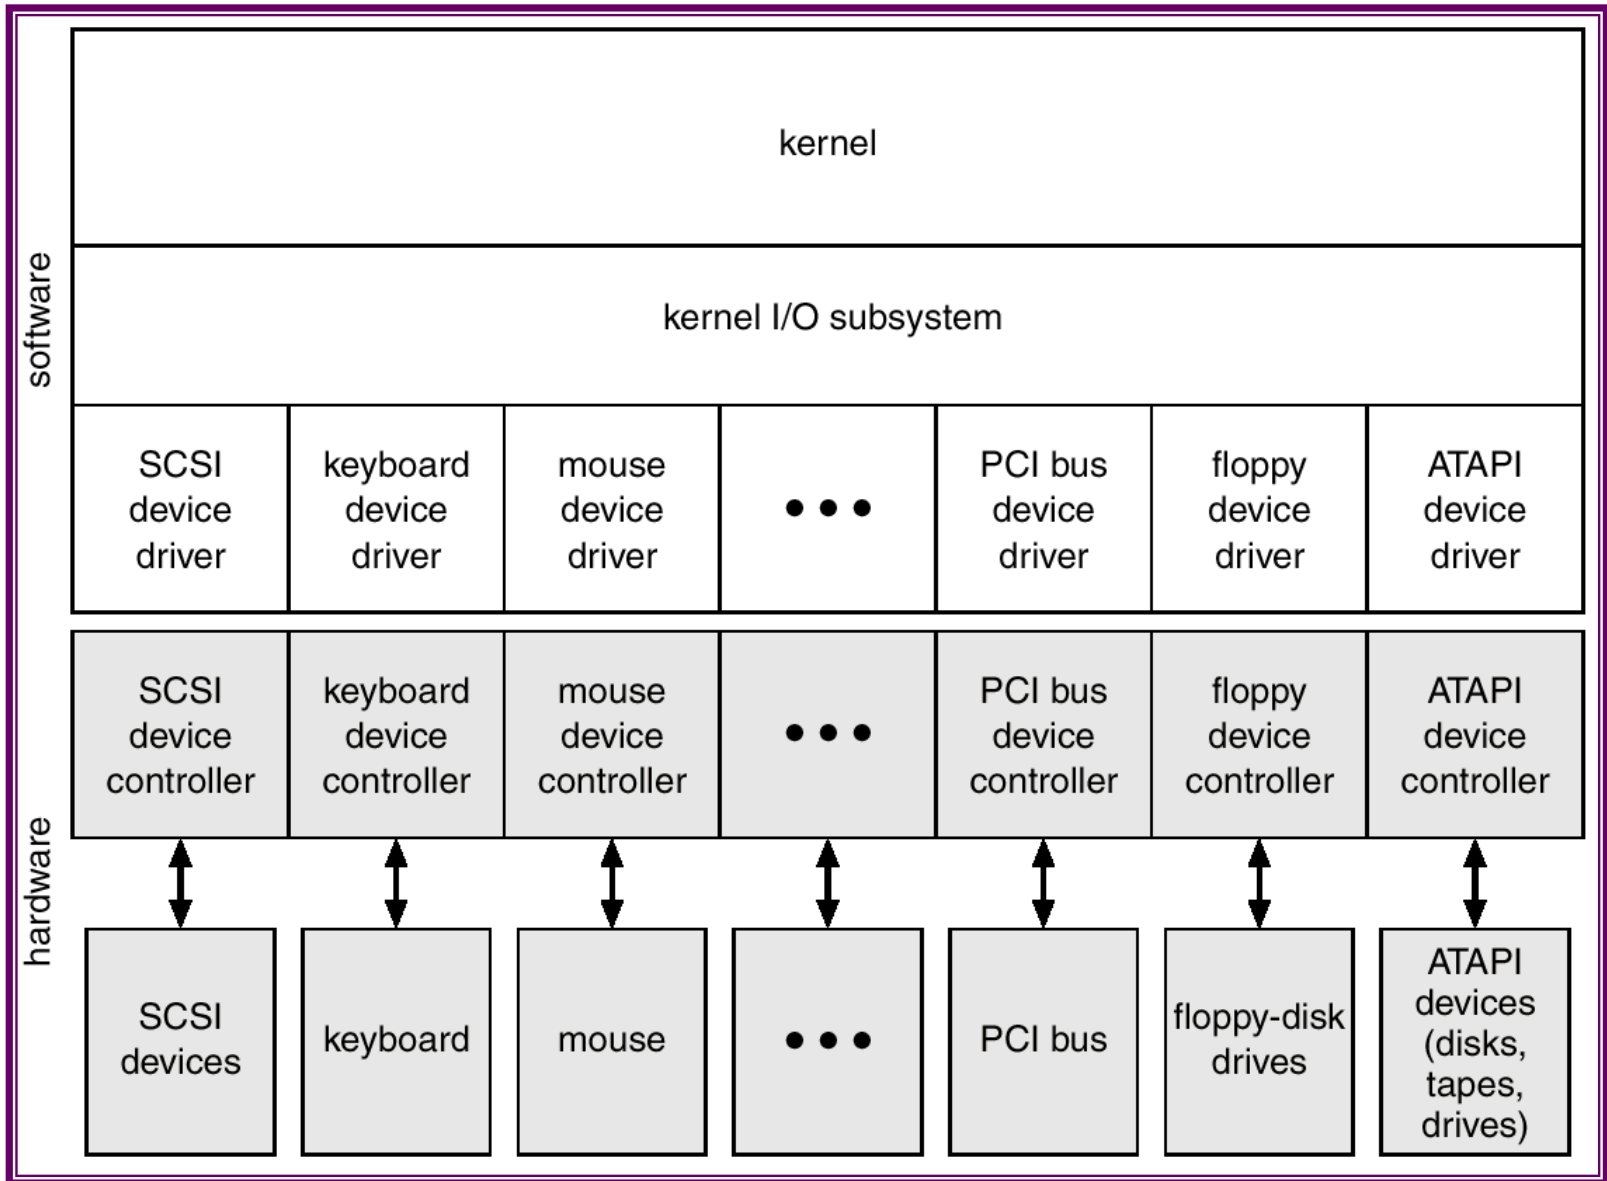 kernel
software
kernel I/O subsystem
SCSI
device
driver
keyboard
device
driver
mouse
device
driver
•••
PCI bus
device
driver
floppy
device
driver
ATAPI
device
driver
hardware
SCSI
device
controller
keyboard
device
controller
mouse
device
controller
•••
PCI bus
device
controller
floppy
device
controller
ATAPI
device
controller
SCSI
devices
keyboard
mouse
•••
PCI bus
floppy-disk
drives
ATAPI
devices
(disks,
tapes,
drives)